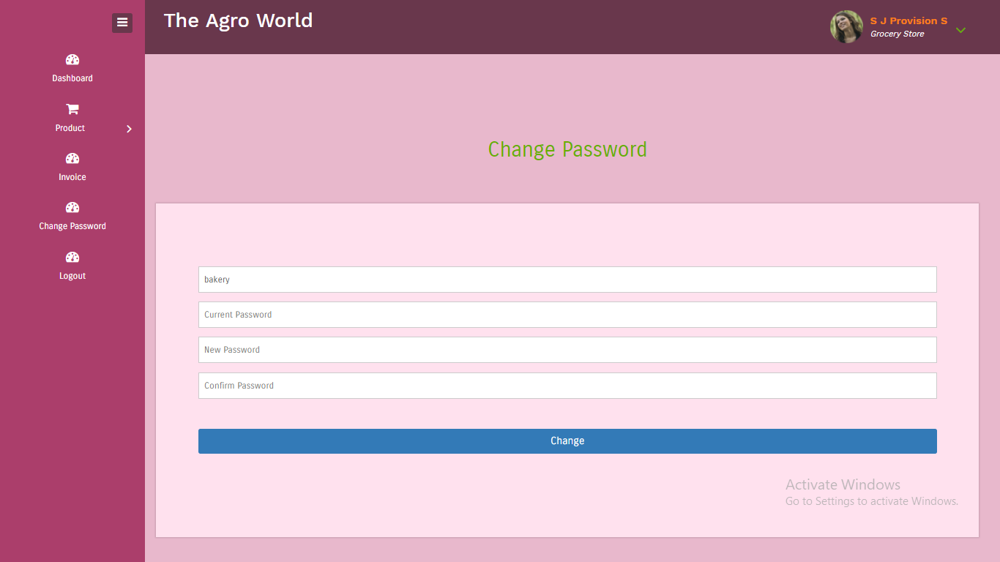 The Agro World
S J Provision S
Grocery Store
Dashboard
Product
Invoice
Change Password
Logout
Change Password
bakery
Current Password
New Password
Confirm Password
Change
Activate Windows
Go to Settings to activate Windows.